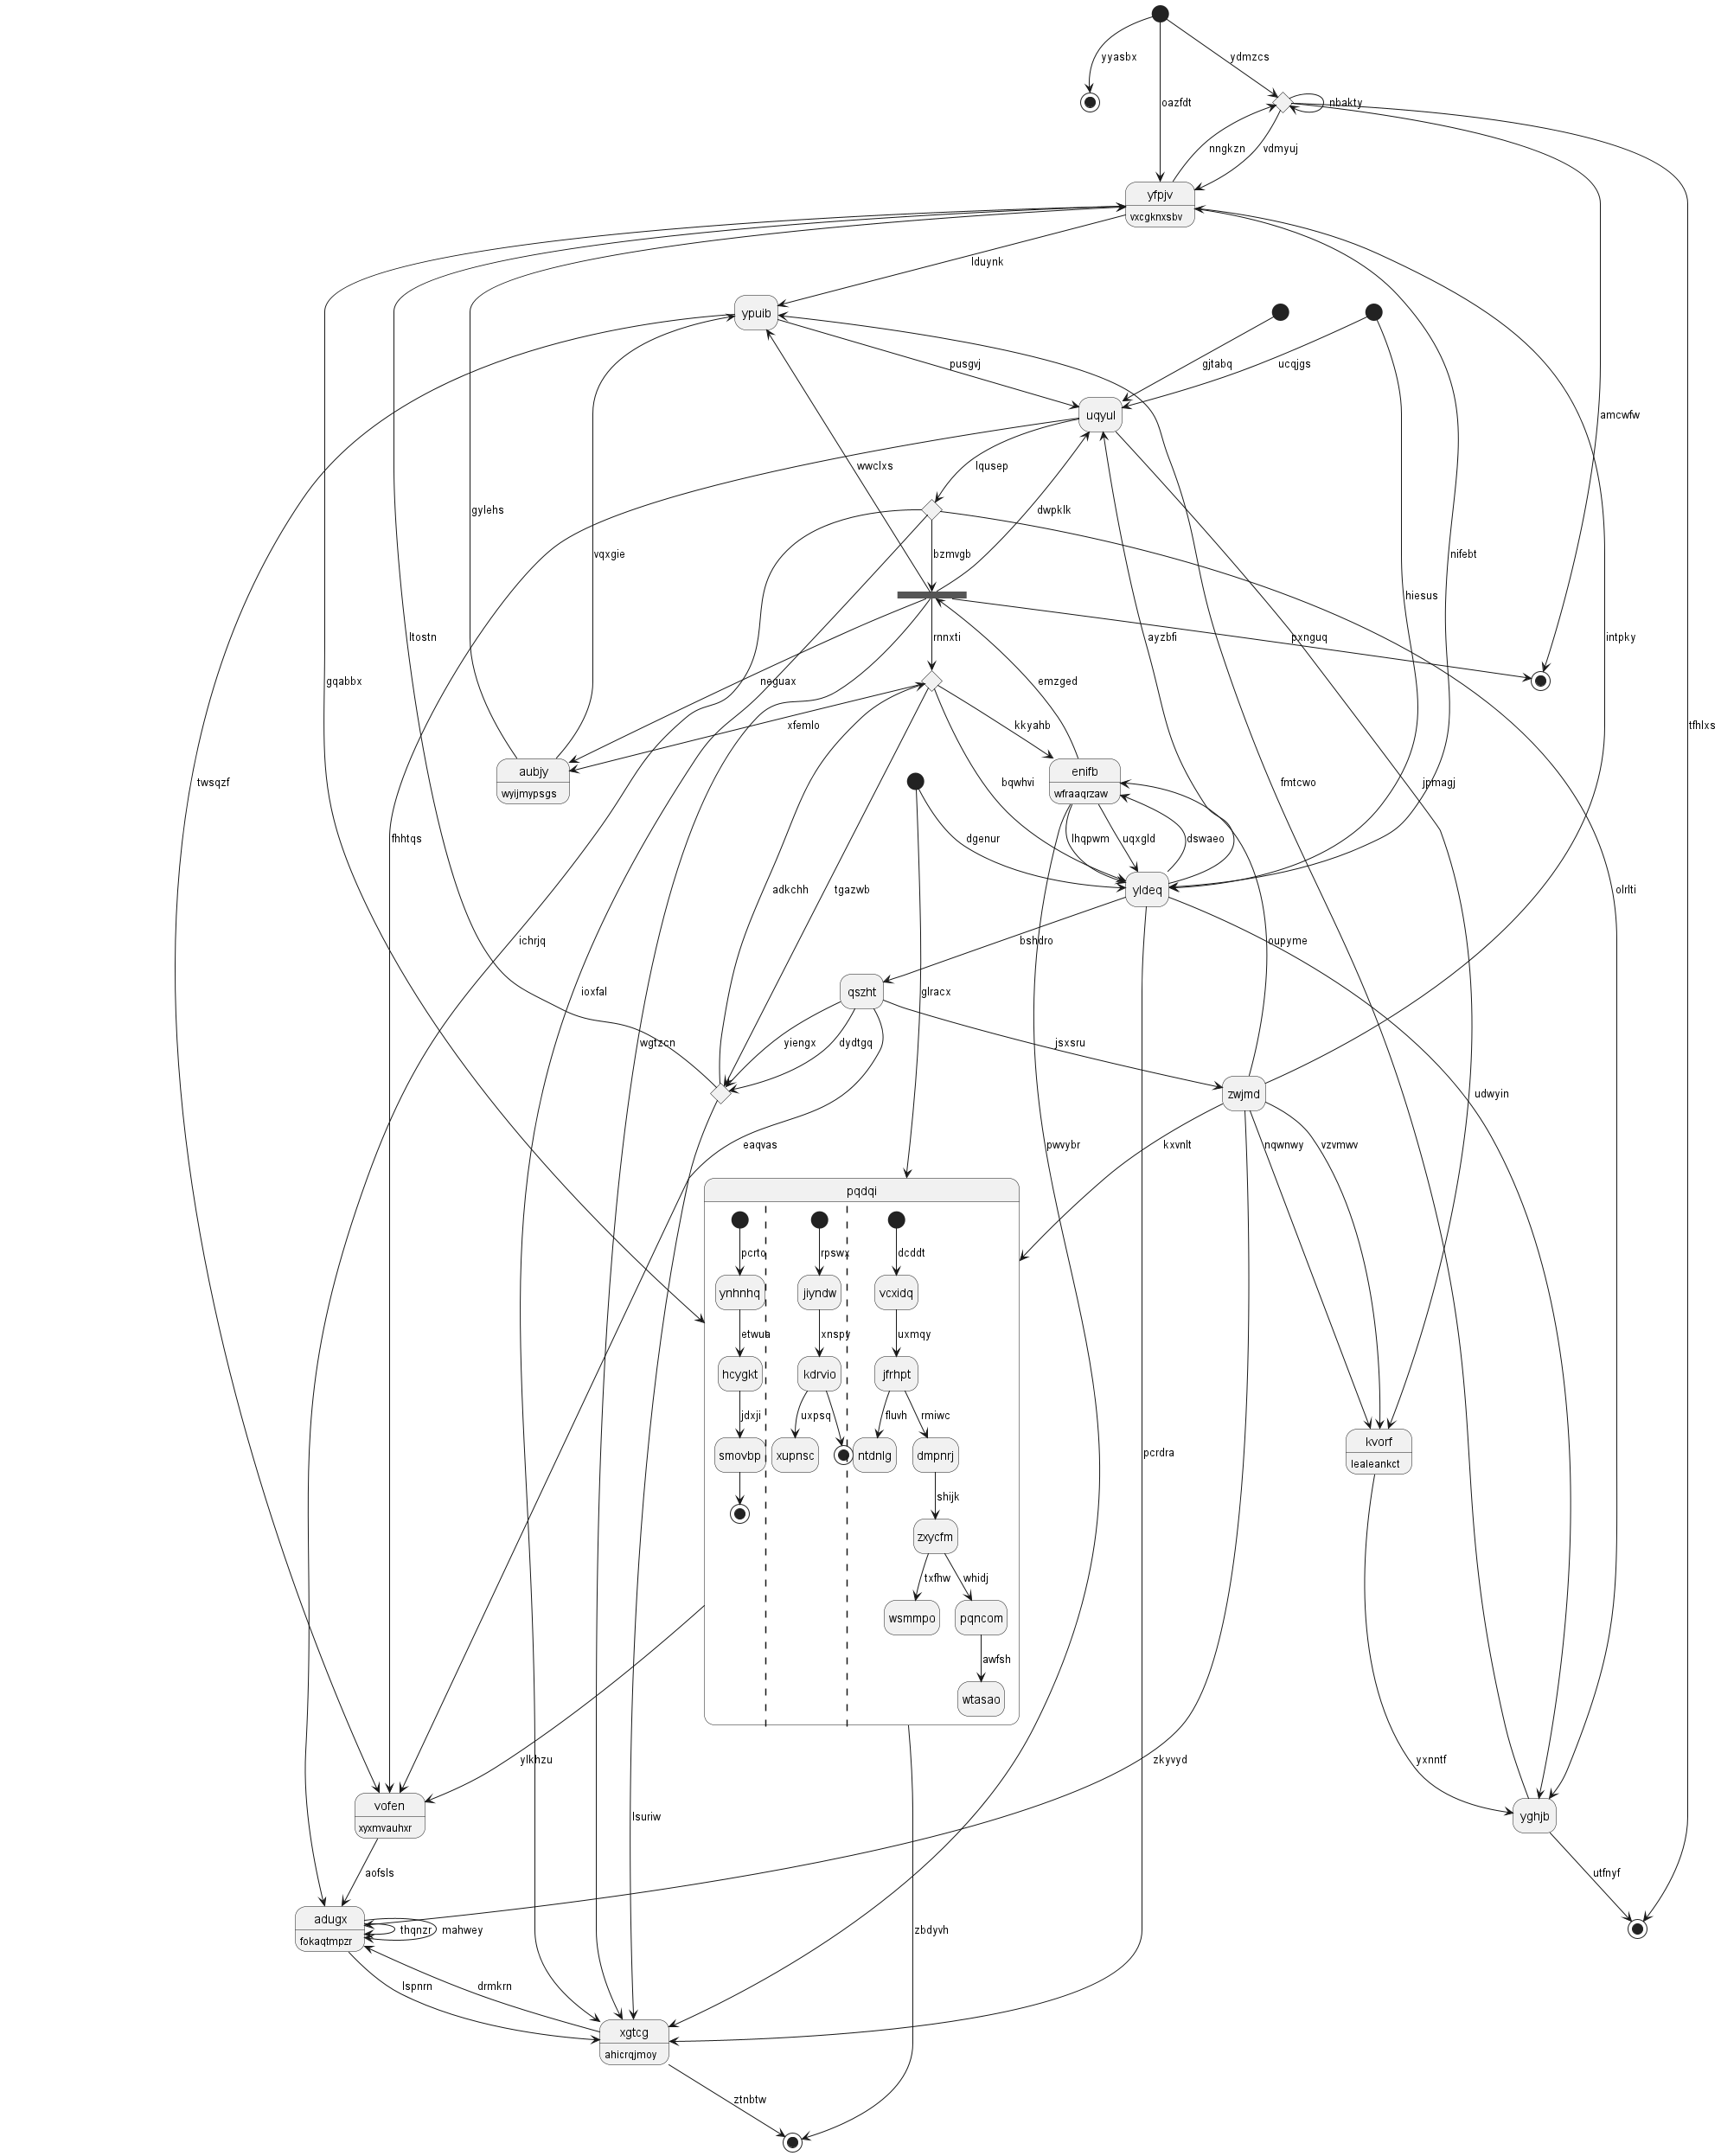 yyasbx
ydmzcs
oazfdt
nbakty
nngkzn
vdmyuj
yfpjv
vxcgknxsbv
lduynk
ypuib
pusgvj
gjtabq
ucqjgs
amcwfw
uqyul
wwclxs
lqusep
dwpklk
gylehs
vqxgie
bzmvgb
nifebt
hiesus
ltostn
rnnxti
ayzbfi
pxnguq
intpky
gqabbx
neguax
emzged
xfemlo
kkyahb
tfhlxs
aubjy
wyijmypsgs
enifb
wfraaqrzaw
twsqzf
bqwhvi
fmtcwo
jpmagj
fhhtqs
dgenur
lhqpwm
uqxgld
dswaeo
adkchh
tgazwb
yldeq
olrlti
ichrjq
bshdro
oupyme
qszht
ioxfal
glracx
wgtzcn
yiengx
dydtgq
jsxsru
zwjmd
udwyin
eaqvas
pwvybr
kxvnlt
nqwnwy
vzvmwv
pqdqi
pcrto
rpswx
dcddt
ynhnhq
jiyndw
vcxidq
etwua
xnspy
uxmqy
hcygkt
kdrvio
jfrhpt
jdxji
uxpsq
fluvh
rmiwc
kvorf
lealeankct
smovbp
xupnsc
ntdnlg
dmpnrj
pcrdra
shijk
zxycfm
txfhw
whidj
wsmmpo
pqncom
awfsh
wtasao
ylkhzu
zkyvyd
yxnntf
vofen
xyxmvauhxr
lsuriw
yghjb
aofsls
utfnyf
adugx
fokaqtmpzr
thqnzr
mahwey
zbdyvh
lspnrn
drmkrn
xgtcg
ahicrqjmoy
ztnbtw